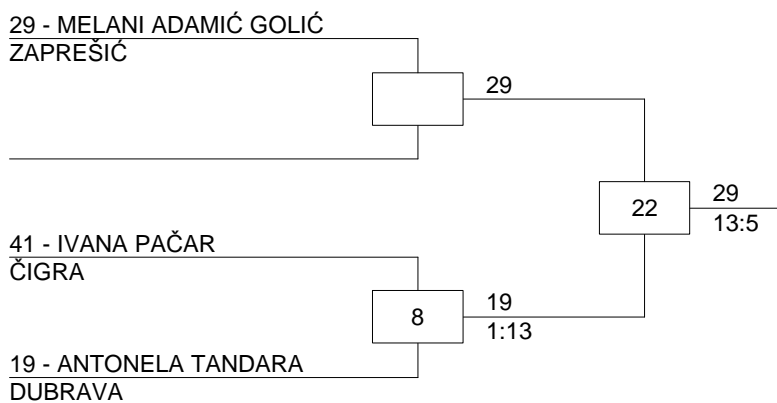 29 - MELANI ADAMIĆ GOLIĆ
ZAPREŠIĆ
29
22
29
13:5
41 - IVANA PAČAR
ČIGRA
8
19
1:13
19 - ANTONELA TANDARA
DUBRAVA